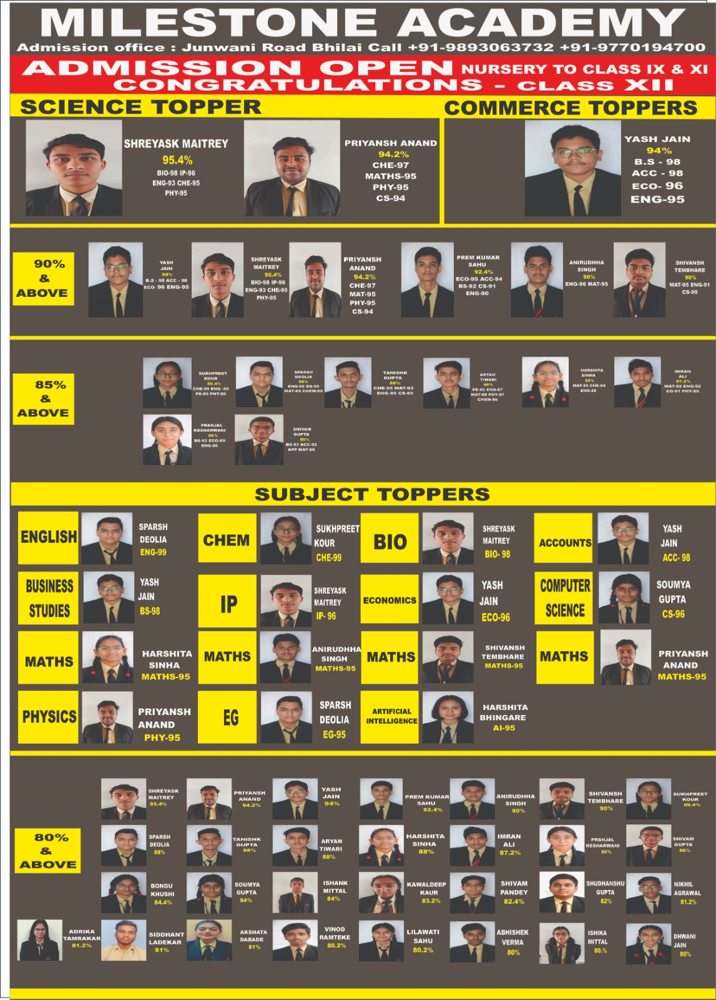 MILESTONE ACADEMY
Admission office : Junwani Road Bhilai Call +91-9893063732 +91-9770194700
ADMISSION OPEN NURSERY TO CLASS IX & XI
CONGRATULATIONS - CLASS XII
SCIENCE TOPPER
COMMERCE TOPPERS
SHREYASK MAITREY
95.4%
BIO-98 IP-96
ENG-93 CHE-95
PHY-95
PRIYANSH ANAND
94.2%
CHE-97
MATHS-95
PHY-95
CS-94
YASH JAIN
94%
B.S - 98
ACC - 98
ECO- 96
ENG-95
90%
&
ABOVE
YASH
JAIN
94%
B.S - 98 ACC - 98
ECO- 96 ENG-95
SHREYASK
MAITREY
95.4%
BIO-98 IP-96
ENG-93 CHE-95
PHY-95
PRIYANSH
ANAND
94.2%
CHE-97
MAT-95
PHY-95
CS-94
PREM KUMAR
SAHU
92.4%
ECO-95 ACC-94
BS-92 CS-91
ENG-90
ANIRUDHHA
SINGH
90%
ENG-96 MAT-95
SHIVANSH
TEMBHARE
90%
MAT-95 ENG-91
CS-90
85%
&
ABOVE
SUKHPREET
KOUR
89.4%
CHE-99 ENG -90
PE-89 PHY-86
SPARSH
DEOLIA
88%
ENG-99 EG-95
MAT-89 CHEM-89
TANISHK
GUPTA
88%
CHE-95 MAT-92
ENG-90 CS-85
ARYAN
TIWARI
88%
PE-92 ENG-87
MAT-88 PHY-87
CHEM-86
HARSHITA
SINHA
88%
MAT-95 CHE-94
ENG-88
IMRAN
ALI
87.2%
MAT-92 ENG-92
EG-91 PHY-85
PRANJAL
KESHARWANI
86%
BS-92 ECO-89
ENG-86
SHIVAM
GUPTA
86%
BS-93 ACC-92
APP MAT-86
SUBJECT TOPPERS
ENGLISH
SPARSH
DEOLIA
ENG-99
CHEM
SUKHPREET
KOUR
CHE-99
BIO
SHREYASK
MAITREY
BIO- 98
ACCOUNTS
YASH
JAIN
ACC- 98
BUSINESS
STUDIES
YASH
JAIN
BS-98
IP
SHREYASK
MAITREY
IP- 96
ECONOMICS
YASH
JAIN
ECO-96
COMPUTER
SCIENCE
SOUMYA
GUPTA
CS-96
MATHS
HARSHITA
SINHA
MATHS-95
MATHS
ANIRUDHHA
SINGH
MATHS-95
MATHS
SHIVANSH
TEMBHARE
MATHS-95
MATHS
PRIYANSH
ANAND
MATHS-95
PHYSICS
PRIYANSH
ANAND
PHY-95
EG
SPARSH
DEOLIA
EG-95
ARTIFICIAL
INTELLIGENCE
HARSHITA
BHINGARE
AI-95
80%
&
ABOVE
SHREYASK
MAITREY
95.4%
PRIYANSH
ANAND
94.2%
YASH
JAIN
94%
PREM KUMAR
SAHU
92.4%
ANIRUDHHA
SINGH
90%
SHIVANSH
TEMBHARE
90%
SUKHPREET
KOUR
89.4%
SPARSH
DEOLIA
88%
TANISHK
GUPTA
88%
ARYAN
TIWARI
88%
HARSHITA
SINHA
88%
IMRAN
ALI
87.2%
PRANJAL
KESHARWANI
86%
SHIVAM
GUPTA
86%
BONGU
KHUSHI
84.4%
SOUMYA
GUPTA
84%
ISHANK
MITTAL
84%
KAWALDEEP
KAUR
83.2%
SHIVAM
PANDEY
82.4%
SHUDHANSHU
GUPTA
82%
NIKHIL
AGRAWAL
81.2%
ADRIKA
TAMRAKAR
81.2%
SIDDHANT
LADEKAR
81%
AKSHATA
DABADE
81%
VINOD
RAMTEKE
80.2%
LILAWATI
SAHU
80.2%
ABHISHEK
VERMA
80%
ISHIKA
MITTAL
80.%
DHWANI
JAIN
80%